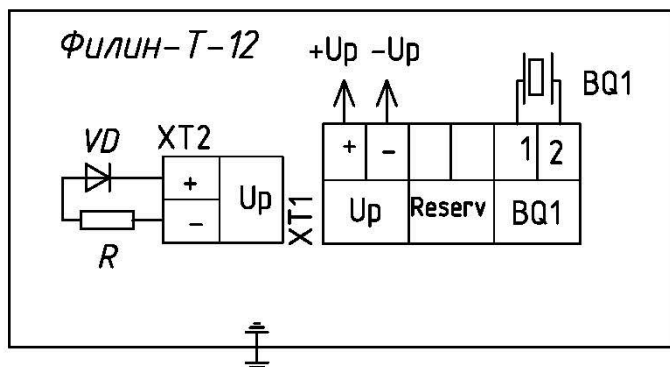 Филин-Т-12
+Up -Up
BQ1
VD
XT2
+ Up
-
R
XT1
+ - 1 2
Up Reserv BQ1